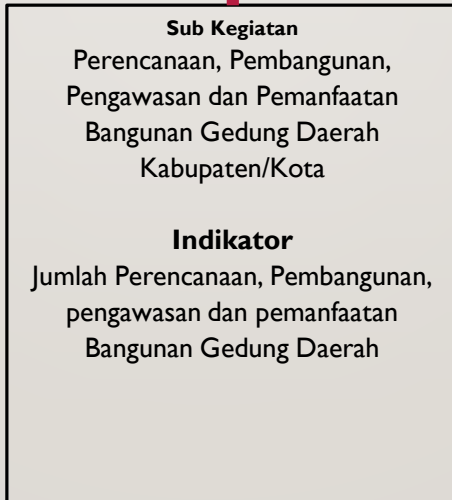 Sub Kegiatan
Perencanaan, Pembangunan,
Pengawasan dan Pemanfaatan
Bangunan Gedung Daerah
Kabupaten/Kota
Indikator
Jumlah Perencanaan, Pembangunan,
pengawasan dan pemanfaatan
Bangunan Gedung Daerah